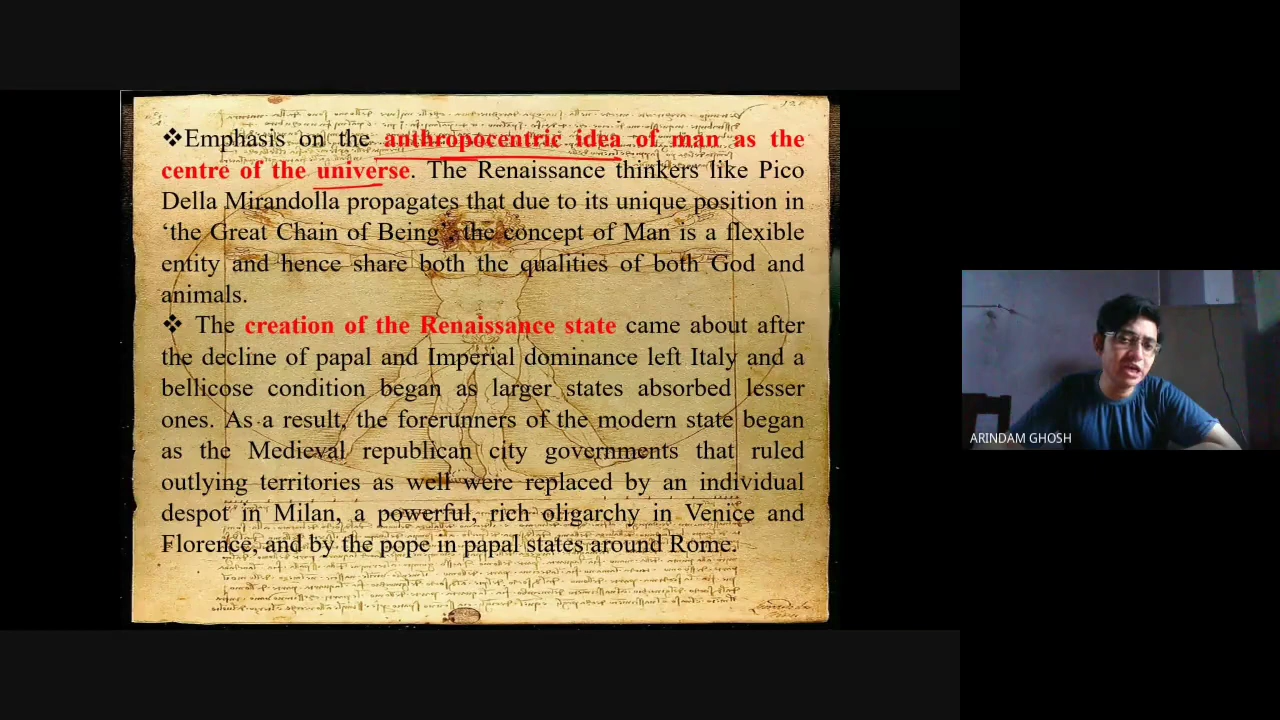 ❖Emphasis on the anthropocentric idea of man as the
centre of the universe. The Renaissance thinkers like Pico
Della Mirandolla propagates that due to its unique position in
‘the Great Chain of Being’, the concept of Man is a flexible
entity and hence share both the qualities of both God and
animals.
❖ The creation of the Renaissance state came about after
the decline of papal and Imperial dominance left Italy and a
bellicose condition began as larger states absorbed lesser
ones. As a result, the forerunners of the modern state began
as the Medieval republican city governments that ruled
outlying territories as well were replaced by an individual
despot in Milan, a powerful, rich oligarchy in Venice and
Florence, and by the pope in papal states around Rome.
ARINDAM GHOSH